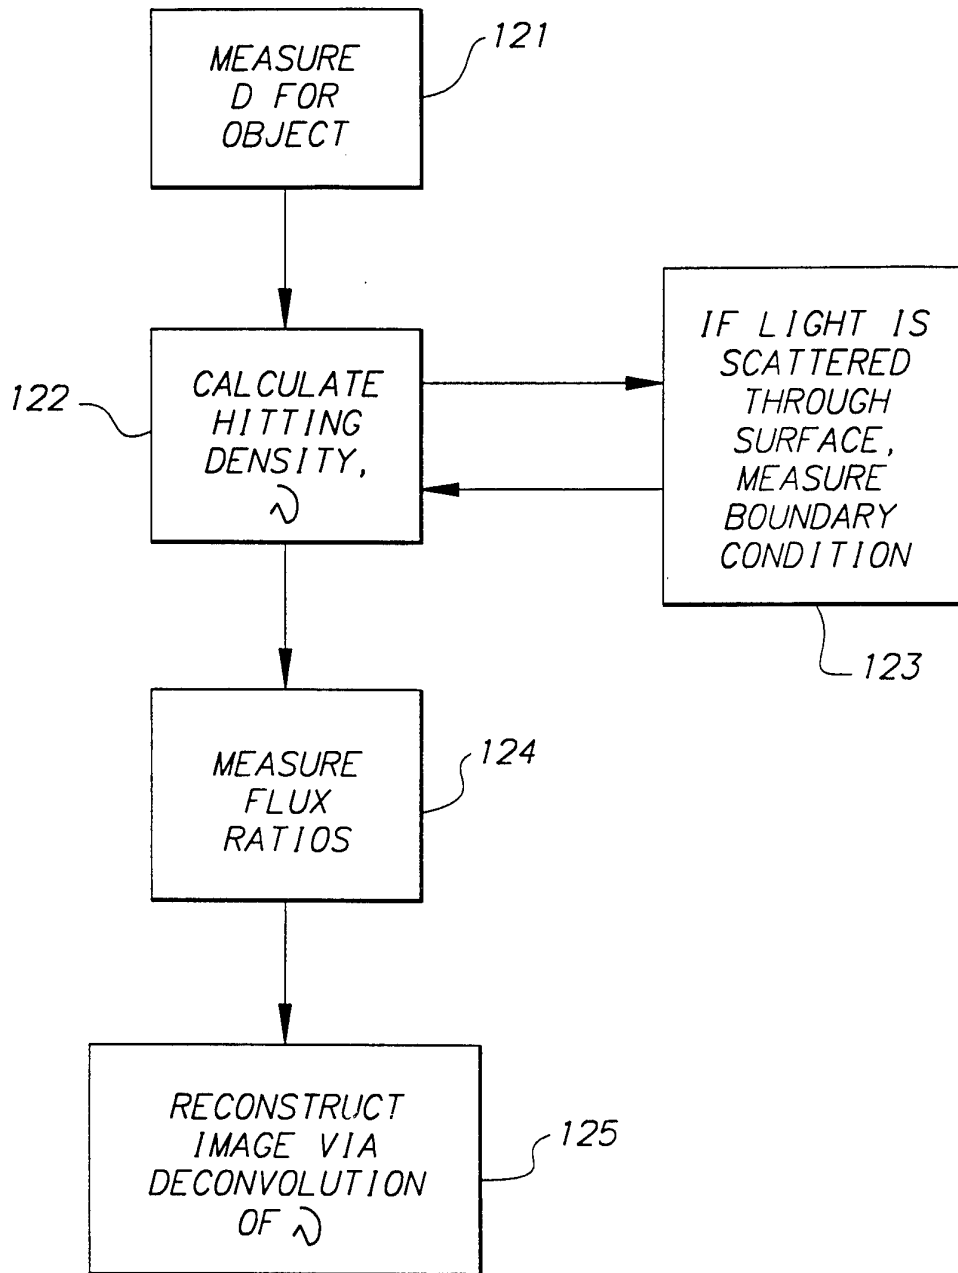 MEASURE
D FOR
OBJECT
121
CALCULATE
HITTING
DENSITY,
122
IF LIGHT IS
SCATTERED
THROUGH
SURFACE,
MEASURE
BOUNDARY
CONDITION
123
MEASURE
FLUX
RATIOS
124
RECONSTRUCT
IMAGE VIA
DECONVOLUTION
OF
125